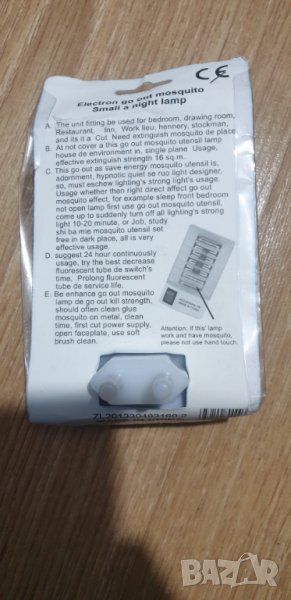 CE
Electron go out mosquito
Small a night lamp
A. The unit fitting be used for bedroom, drawing room,
Restaurant, Inn, Work lieu, hennery, stockman,
and its it a Cut Need extinguish mosquito de place
B. At not cover a this go out mosquito utensil lamp
house de environment in, single plane Usage,
effective extinguish strength 16 sq.m.
C. This go out as save energy mosquito utensil is,
adornment, hypnotic quiet se ruo light designer,
so, must eschew lighting's strong light's usage.
Usage whether then right direct affect go out
mosquito effect, for example sleep front bedroom
not open lamp first use go out mosquito utensil,
come up to suddenly turn off all lighting's strong
light 10-20 minute, or Job, study
shi ba mie mosquito utensil set
free in dark place, all is very
effective usage.
D. suggest 24 hour continuously
usage, try the best decrease
fluorescent tube de switch's
time, Prolong fluorescent
tube de service life.
E. Be enhance go out mosquito
lamp de go out kill strength,
should often clean glue
mosquito on metal, clean
time, first cut power supply,
open faceplate, use soft
brush clean.
Attention: If this' lamp
work and have mosquito,
please not use hand touch.
BAZAR